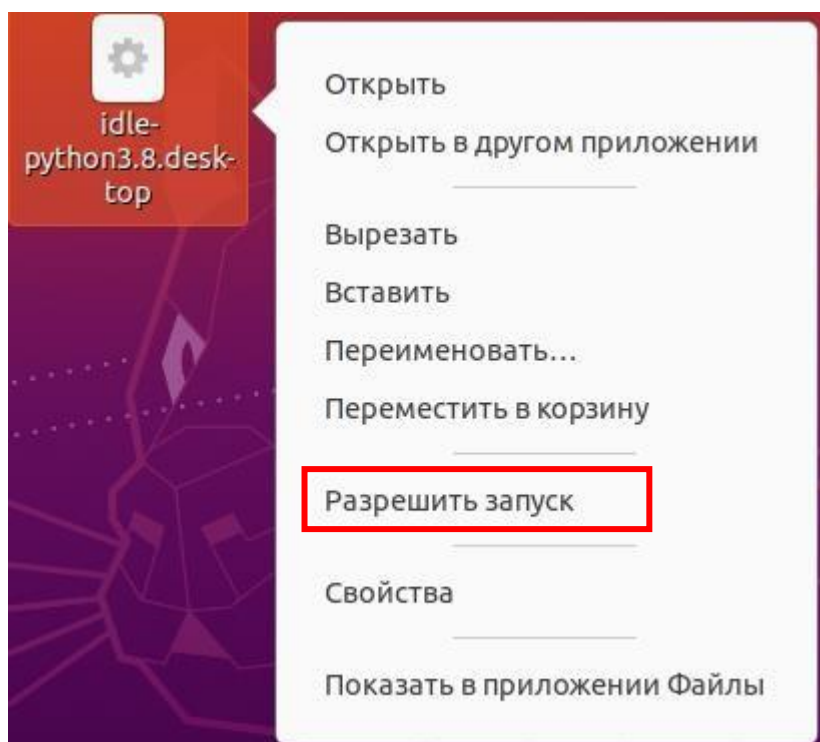 idle-
python3.8.desk-
top
Открыть
Открыть в другом приложении
Вырезать
Вставить
Переименовать…
Переместить в корзину
Разрешить запуск
Свойства
Показать в приложении Файлы